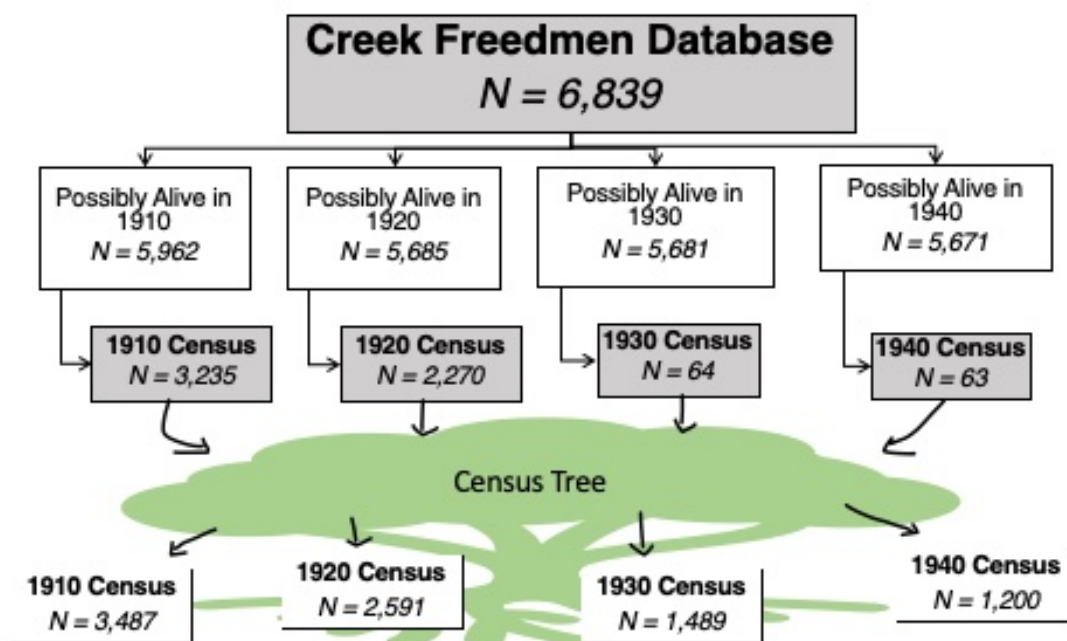 Creek Freedmen Database
N = 6,839
Possibly Alive in
1910
N = 5,962
Possibly Alive in
1920
N = 5,685
Possibly Alive in
1930
N = 5,681
Possibly Alive in
1940
N = 5,671
1910 Census
N = 3,235
1920 Census
N = 2,270
1930 Census
N = 64
1940 Census
N = 63
Census Tree
1910 Census
N = 3,487
1920 Census
N = 2,591
1930 Census
N = 1,489
1940 Census
N = 1,200